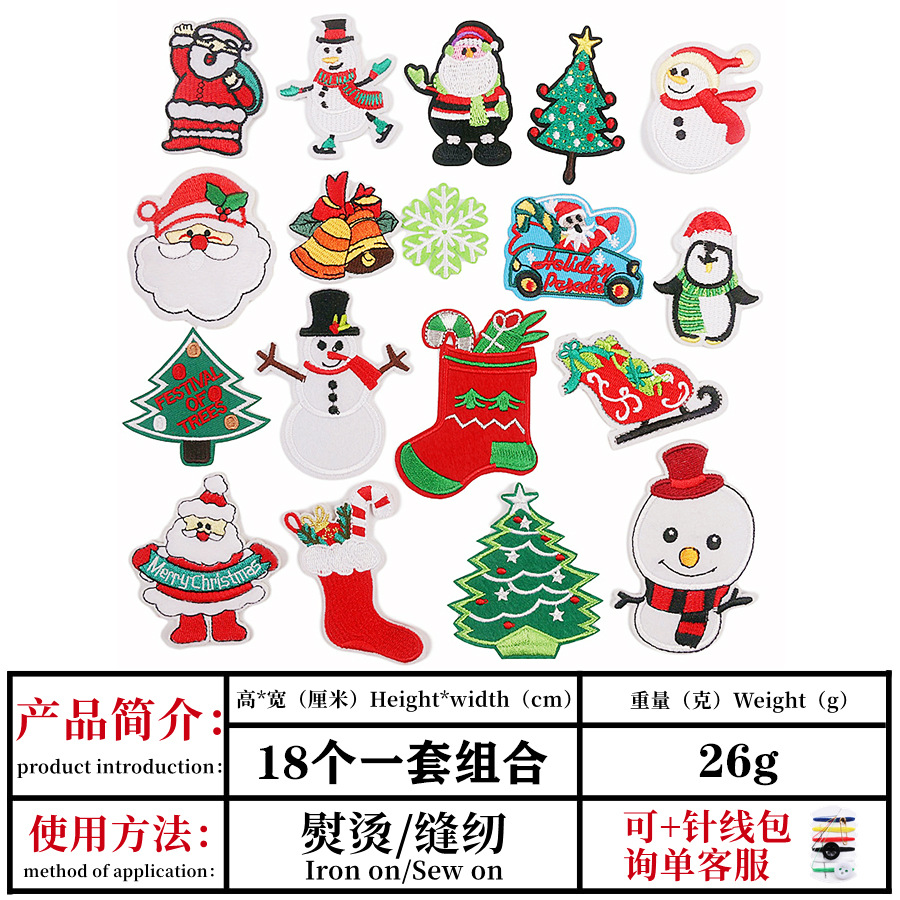 Holiday
Parade
FESTIVAL
OF
TREES
Merry Christmas
产品简介：
product introduction：
高*宽（厘米）Height*width（cm）
重量（克）Weight（g）
18个一套组合
26g
使用方法：
method of application：
熨烫/缝纫
Iron on/Sew on
可+针线包
询单客服